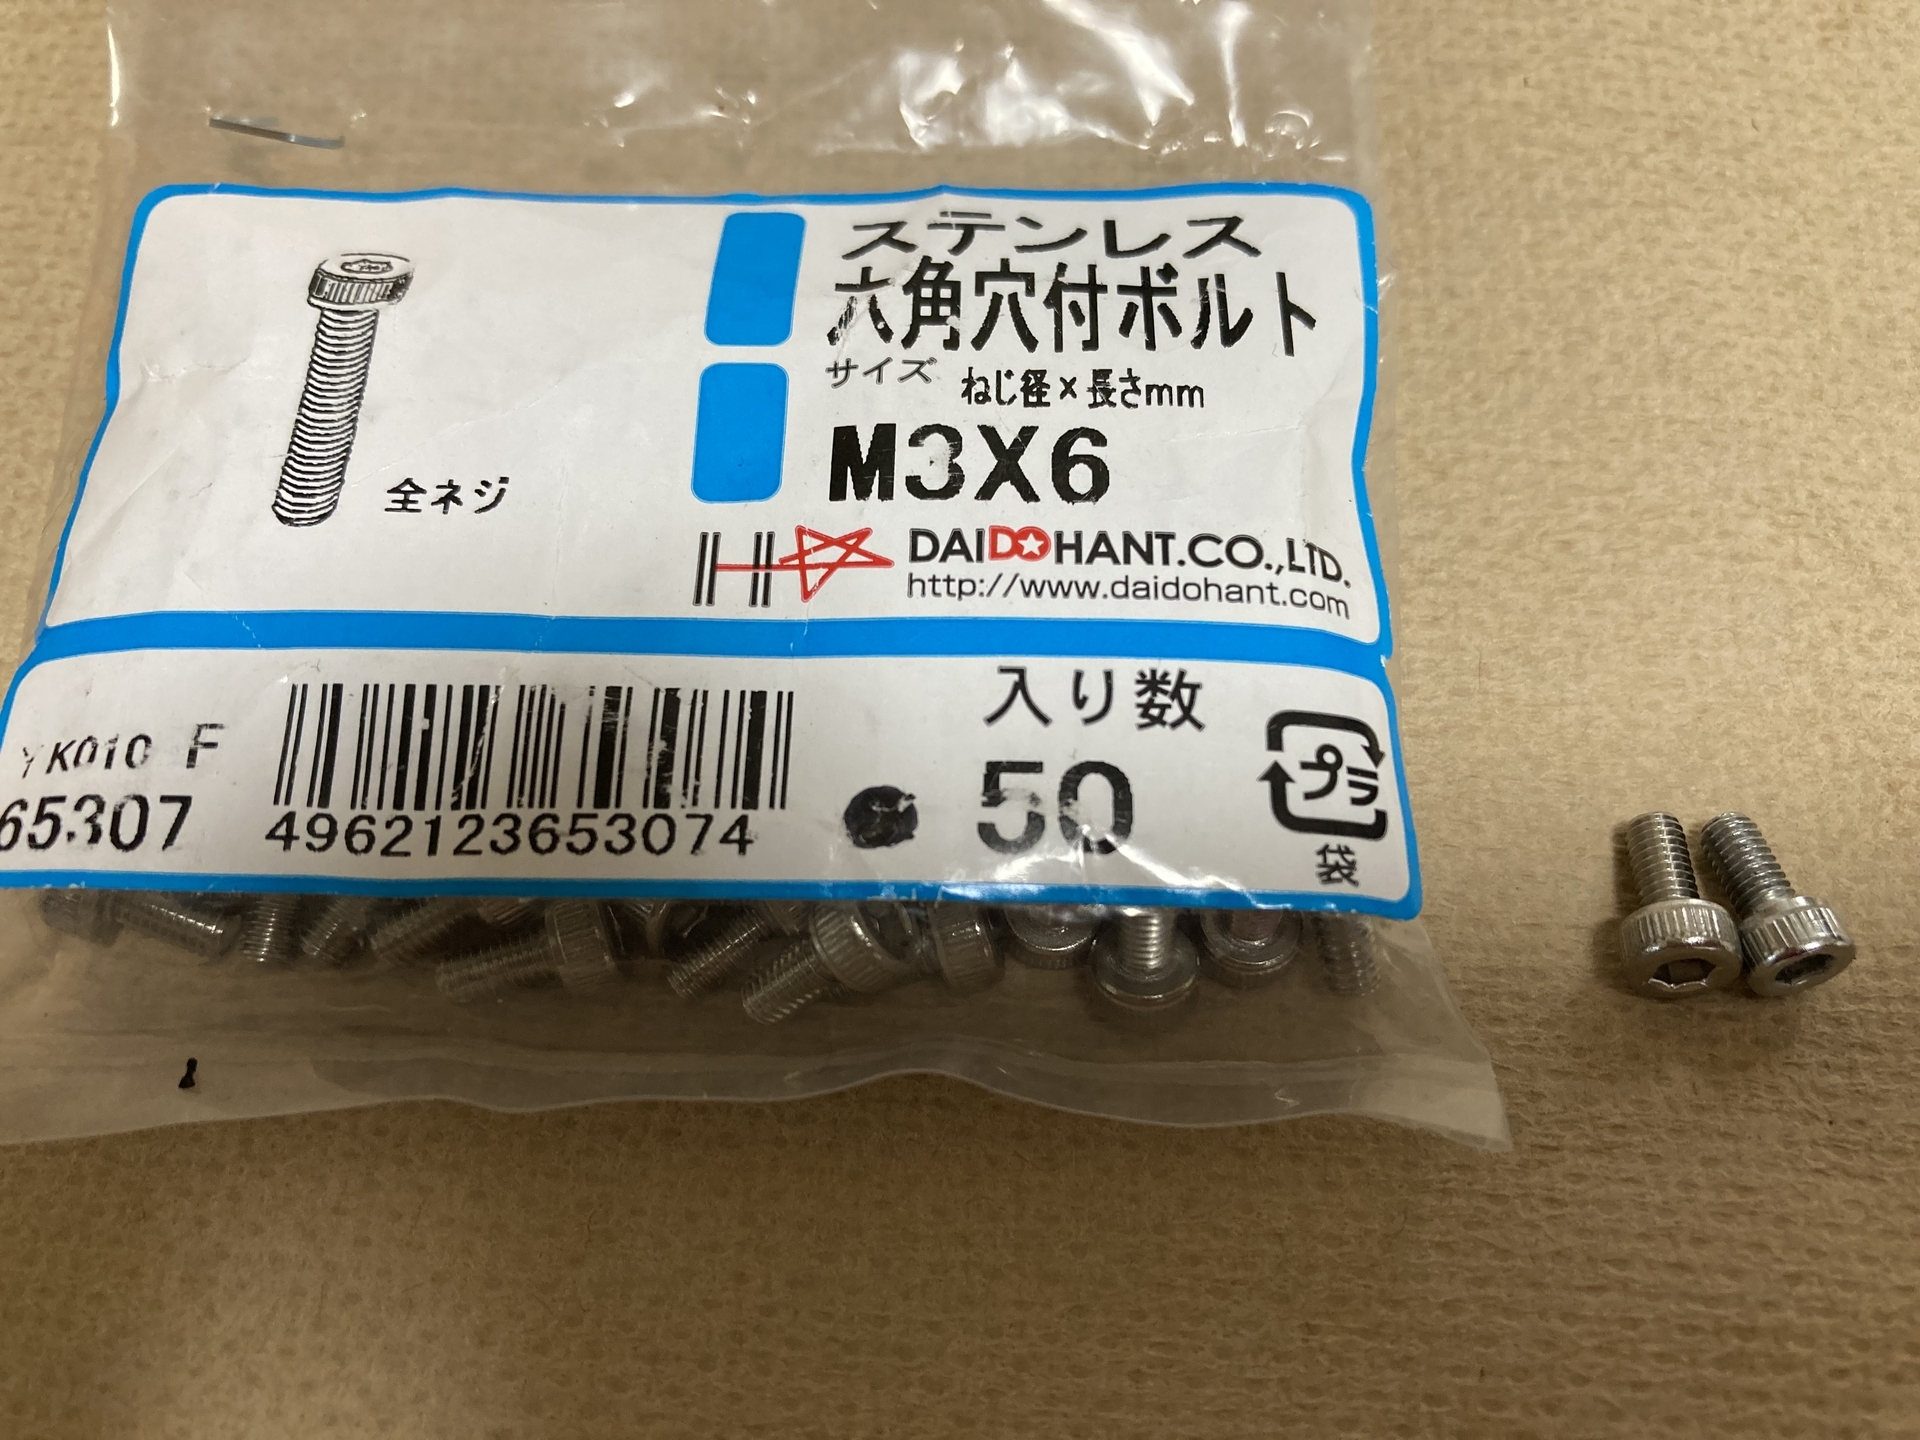 ステンレス
六角穴付ボルト
サイズ ねじ径×長さmm
M3X6
全ネジ
DAIDOHANT.CO.,LTD.
http://www.daidohant.com
入り数
50
YK010 F
65307
4962123653074
プラ
袋